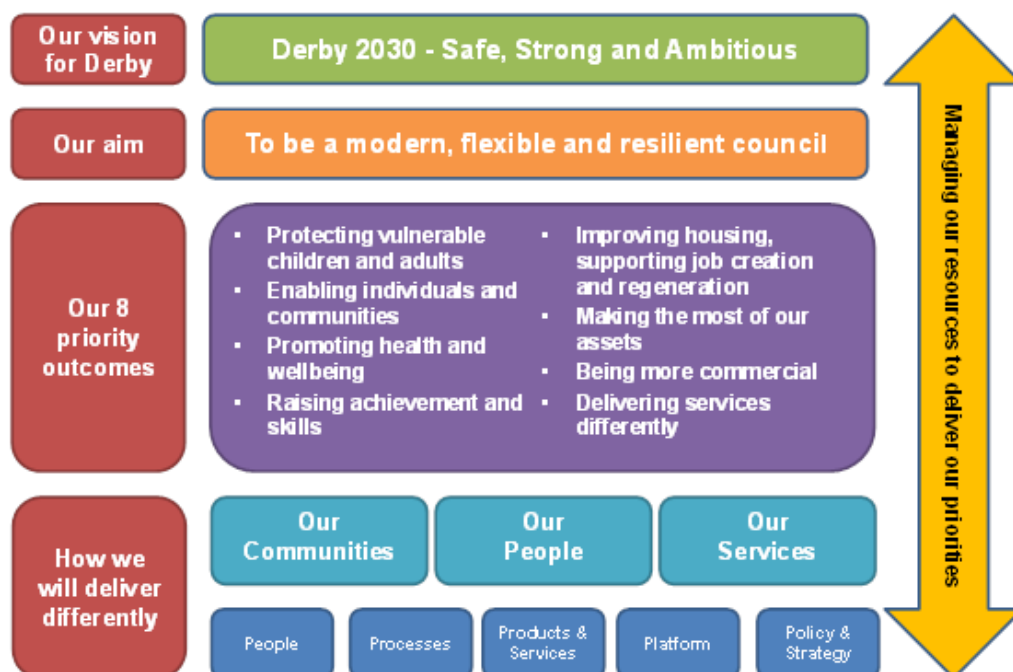 Our vision
for Derby
Derby 2030 - Safe, Strong and Ambitious
Our aim
To be a modern, flexible and resilient council
Our 8
priority
outcomes
▪ Protecting vulnerable
children and adults
▪ Enabling individuals and
communities
▪ Promoting health and
wellbeing
▪ Raising achievement and
skills
▪ Improving housing,
supporting job creation
and regeneration
▪ Making the most of our
assets
▪ Being more commercial
▪ Delivering services
differently
How we
will deliver
differently
Our
Communities
Our
People
Our
Services
People
Processes
Products &
Services
Platform
Policy &
Strategy
Managing our resources to deliver our priorities